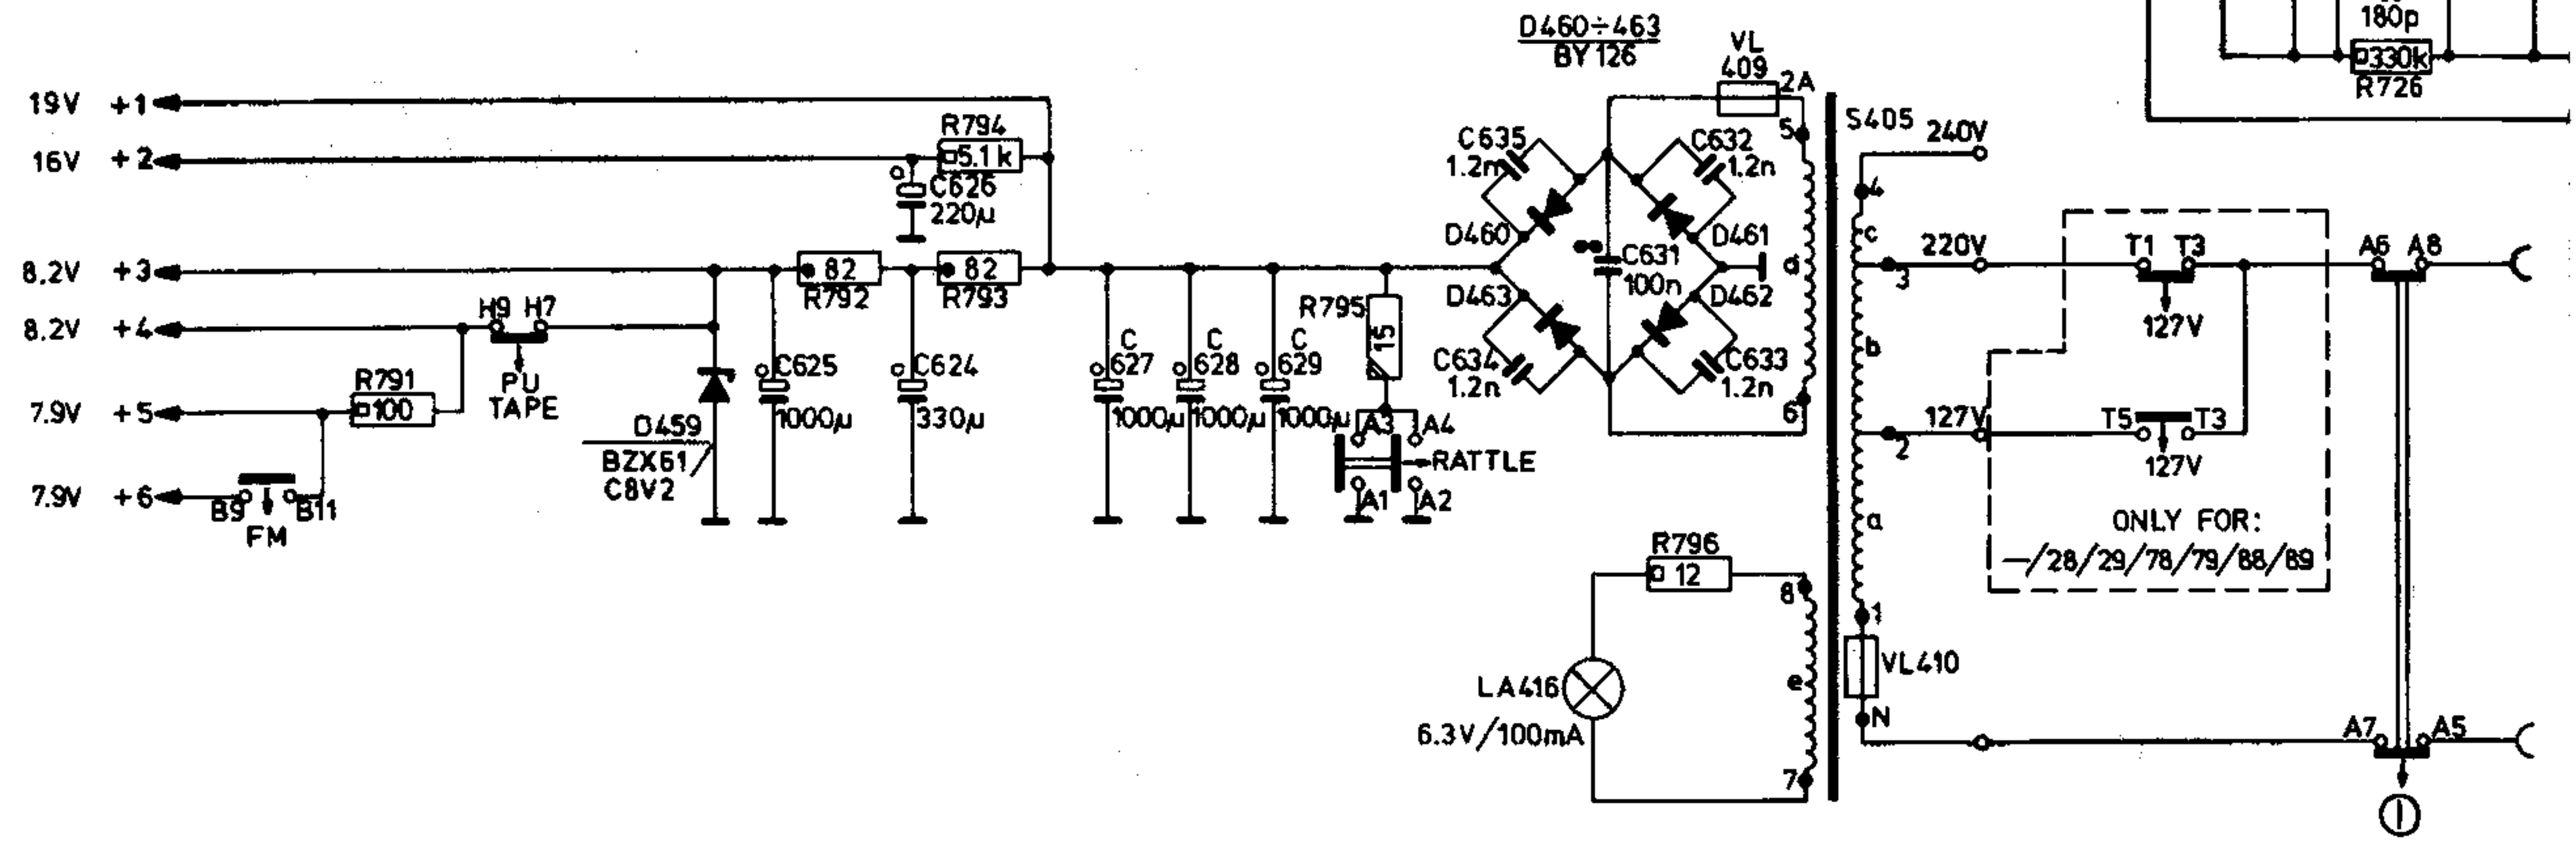 19V +1
16V +2
8.2V +3
8.2V +4
7.9V +5
7.9V +6
R794
5.1k
C626
220µ
82
R792
82
R793
H9 H7
PU
TAPE
R791
100
B9 B11
FM
D459
BZX61
C8V2
C625
1000µ
C624
330µ
C
627
1000µ
C
628
1000µ
C
629
1000µ
R795
15
A3 A4
RATTLE
A1 A2
D460÷463
BY126
VL
409
2A
C635
1.2n
C632
1.2n
D460
D461
C631
100n
D463
D462
C634
1.2n
C633
1.2n
5
d
6
R796
12
8
e
7
LA416
6.3V/100mA
S405
240V
4
c
220V
3
b
127V
2
a
1
VL410
N
T1 T3
127V
T5 T3
127V
ONLY FOR:
—/28/29/78/79/88/89
A6 A8
A7 A5
180p
330k
R726